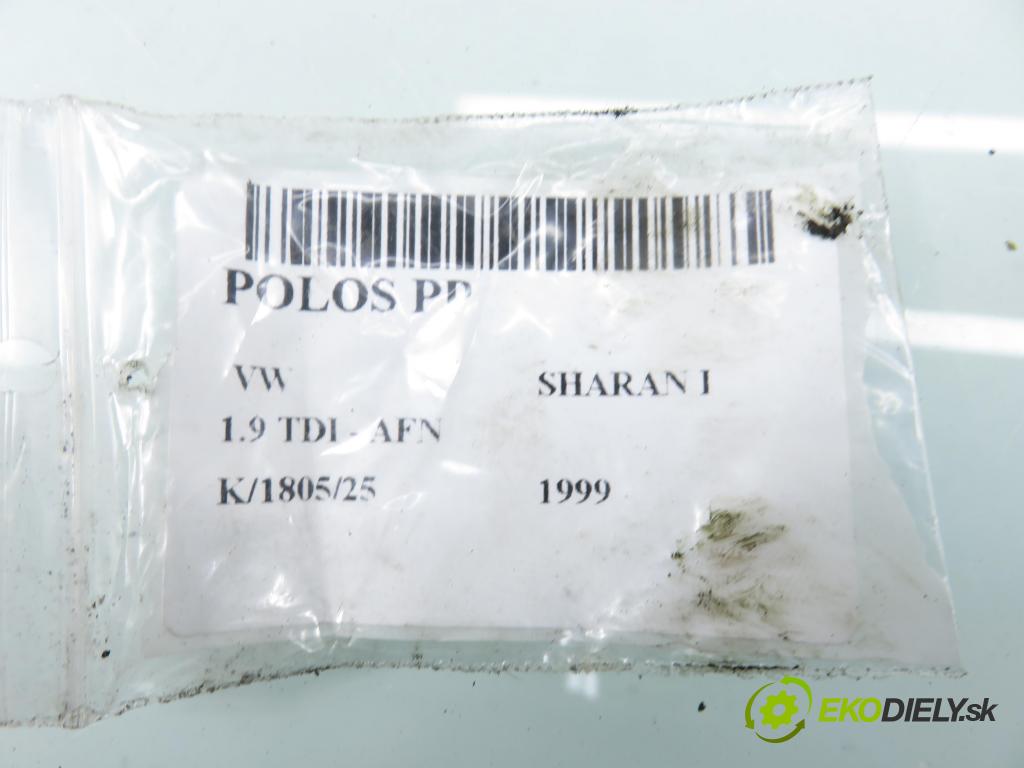 POLOS PP
VW SHARAN I
1.9 TDI - AFN
K/1805/25 1999
EKODIELY.sk